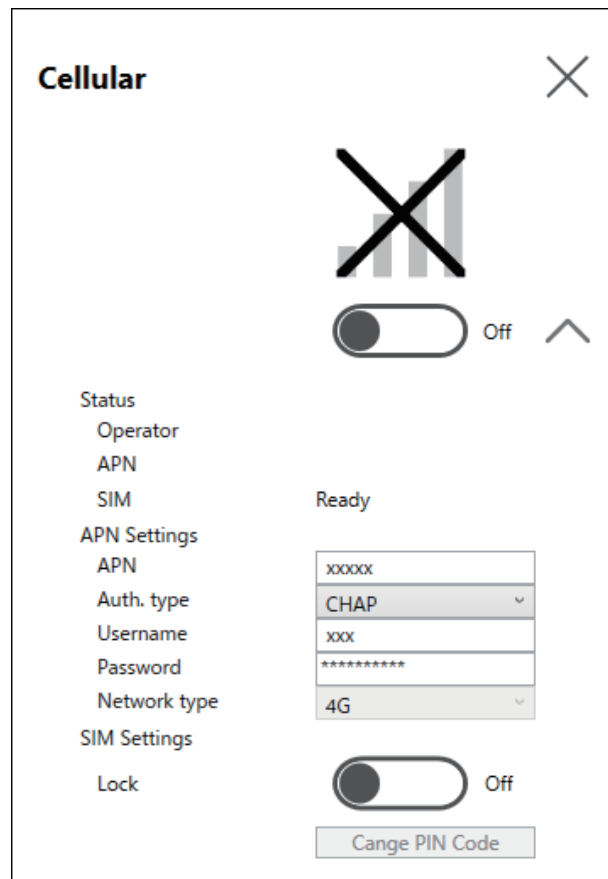 Cellular
Off
Status
Operator
APN
SIM Ready
APN Settings
APN xxxxx
Auth. type CHAP
Username xxx
Password **********
Network type 4G
SIM Settings
Lock Off
Cange PIN Code